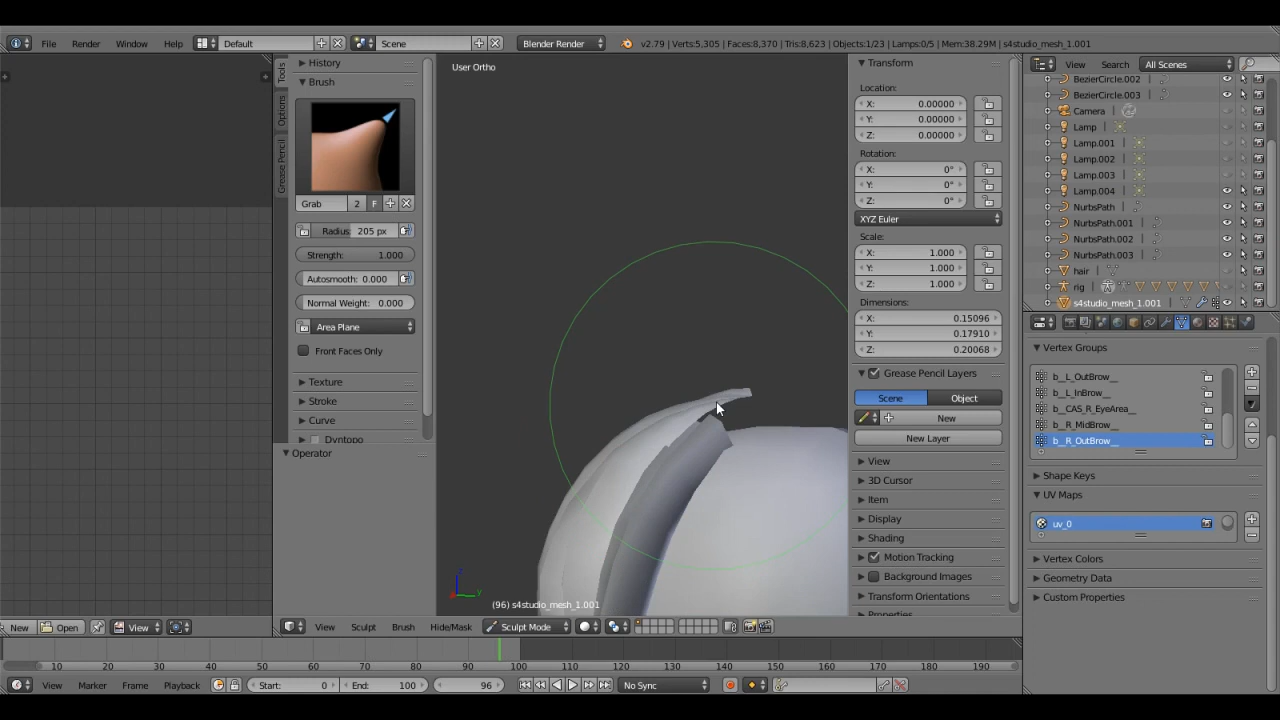 File Render Window Help Default Scene Blender Render v2.79 | Verts:5,305 | Faces:8,370 | Tris:8,623 | Objects:1/23 | Lamps:0/5 | Mem:38.29M | s4studio_mesh_1.001
Tools
Options
Grease Pencil
History
Brush
Grab 2 F
Radius: 205 px
Strength: 1.000
Autosmooth: 0.000
Normal Weight: 0.000
Area Plane
Front Faces Only
Texture
Stroke
Curve
Dyntopo
Operator
User Ortho
(96) s4studio_mesh_1.001
Transform
Location:
X: 0.00000
Y: 0.00000
Z: 0.00000
Rotation:
X: 0°
Y: 0°
Z: 0°
XYZ Euler
Scale:
X: 1.000
Y: 1.000
Z: 1.000
Dimensions:
X: 0.15096
Y: 0.17910
Z: 0.20068
Grease Pencil Layers
Scene Object
New
New Layer
View
3D Cursor
Item
Display
Shading
Motion Tracking
Background Images
Transform Orientations
View Search All Scenes
BezierCircle.002
BezierCircle.003
Camera
Lamp
Lamp.001
Lamp.002
Lamp.003
Lamp.004
NurbsPath
NurbsPath.001
NurbsPath.002
NurbsPath.003
hair
rig
s4studio_mesh_1.001
Vertex Groups
b__L_OutBrow__
b__L_InBrow__
b__CAS_R_EyeArea__
b__R_MidBrow__
b__R_OutBrow__
Shape Keys
UV Maps
uv_0
Vertex Colors
Geometry Data
Custom Properties
New Open View
View Sculpt Brush Hide/Mask Sculpt Mode
10 20 30 40 50 60 70 80 90 100 110 120 130 140 150 160 170 180 190
View Marker Frame Playback Start: 0 End: 100 96 No Sync